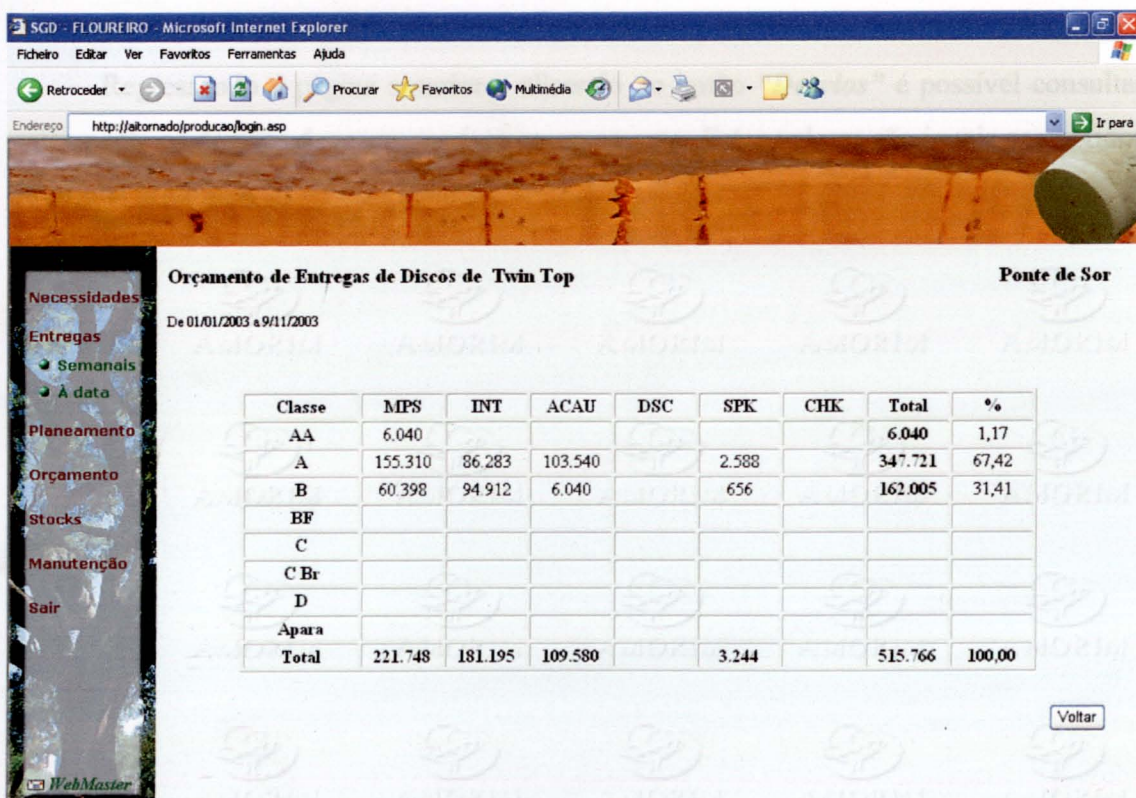 SGD - FLOUREIRO - Microsoft Internet Explorer
Ficheiro Editar Ver Favoritos Ferramentas Ajuda
Retroceder Procurar Favoritos Multimédia
é possível consulta
Endereço http://aitornado/producao/login.asp Ir para
Orçamento de Entregas de Discos de Twin Top Ponte de Sor
De 01/01/2003 a 9/11/2003
Necessidades
Entregas
Semanais
À data
Planeamento
Orçamento
Stocks
Manutenção
Sair
WebMaster
Classe MPS INT ACAU DSC SPK CHK Total %
AA 6.040 6.040 1,17
A 155.310 86.283 103.540 2.588 347.721 67,42
B 60.398 94.912 6.040 656 162.005 31,41
BF
C
C Br
D
Apara
Total 221.748 181.195 109.580 3.244 515.766 100,00
Voltar